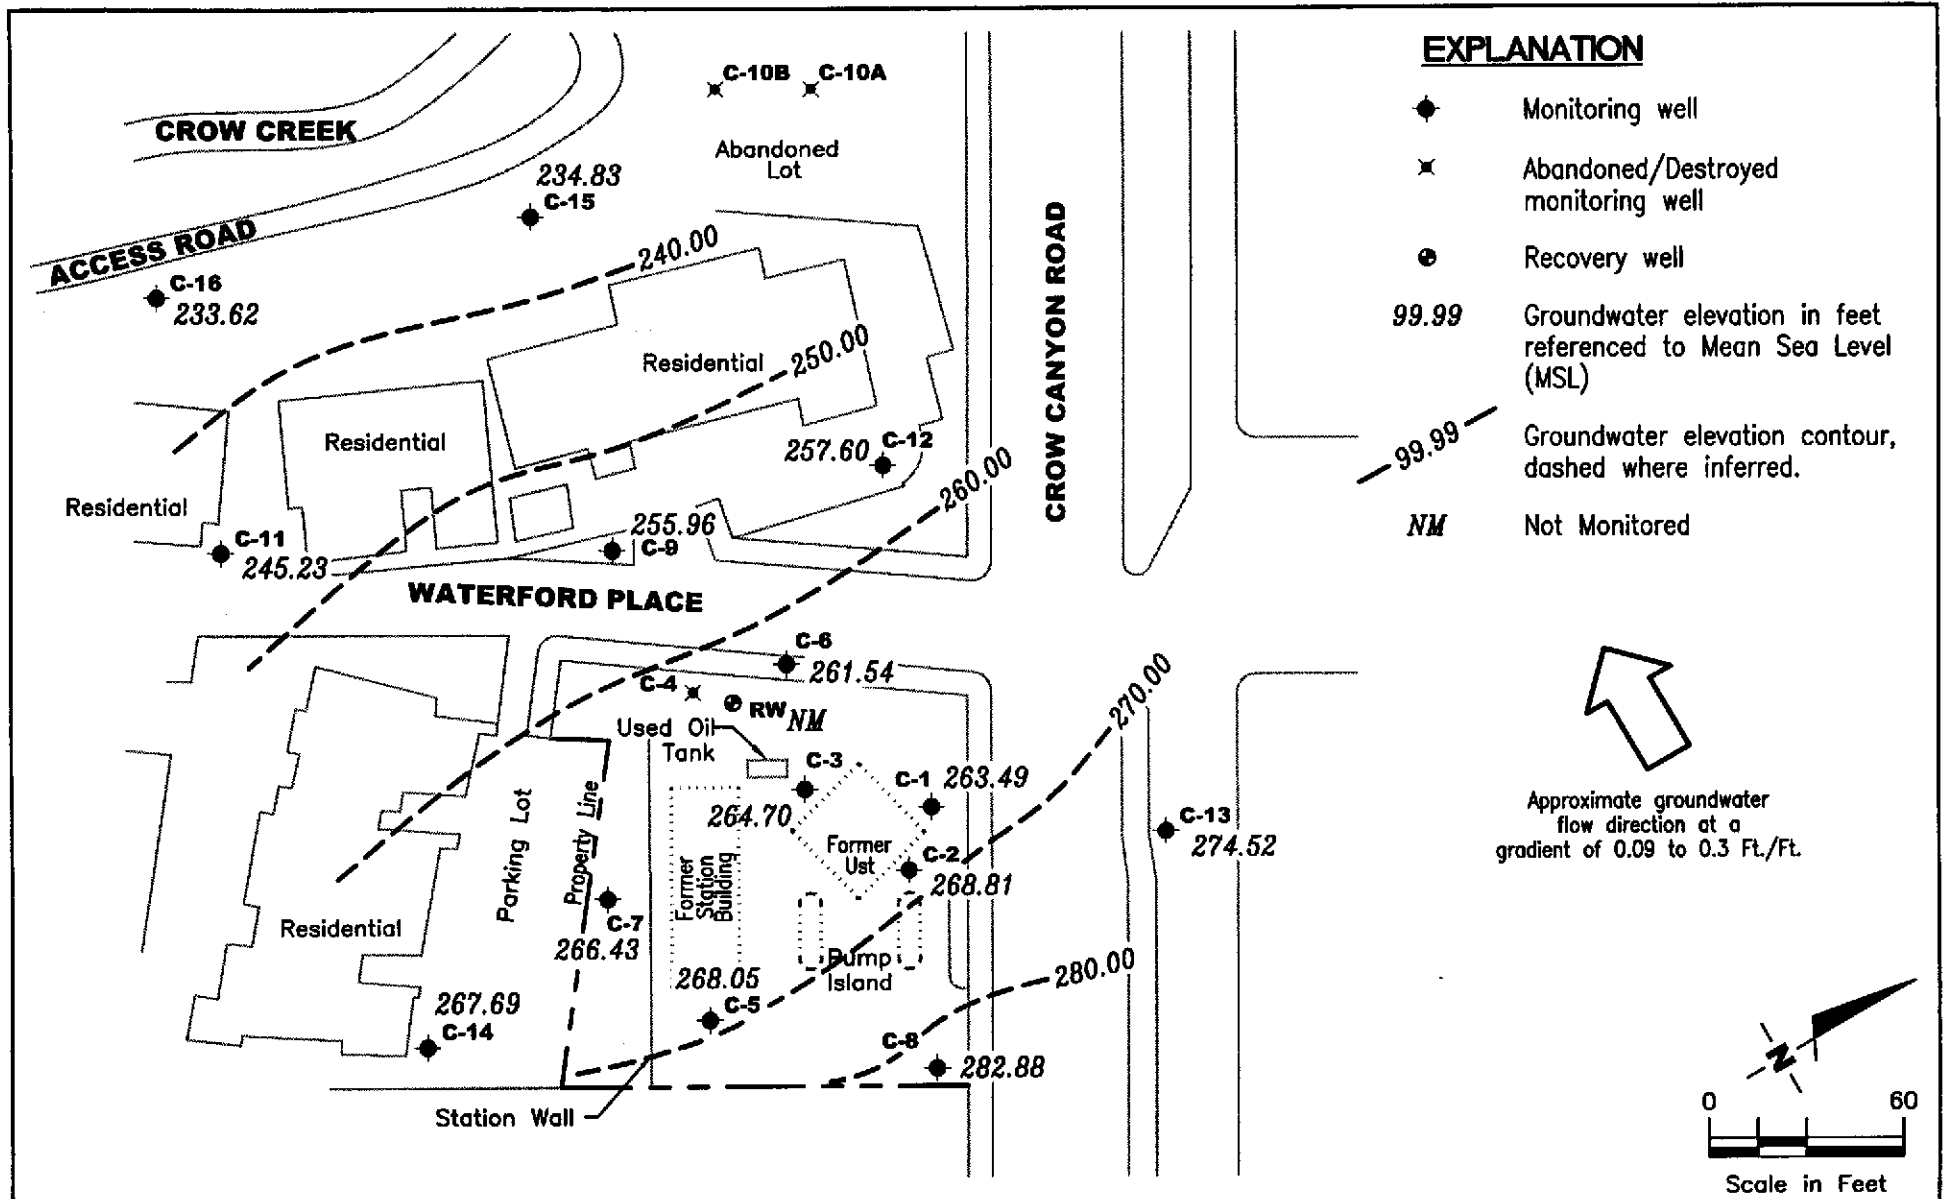 EXPLANATION
Monitoring well
Abandoned/Destroyed
monitoring well
Recovery well
99.99
Groundwater elevation in feet
referenced to Mean Sea Level
(MSL)
99.99
Groundwater elevation contour,
dashed where inferred.
NM
Not Monitored
Approximate groundwater
flow direction at a
gradient of 0.09 to 0.3 Ft./Ft.
N
0 60
Scale in Feet
C-10B
C-10A
CROW CREEK
Abandoned
Lot
234.83
C-15
ACCESS ROAD
240.00
C-16
233.62
CROW CANYON ROAD
Residential
250.00
Residential
257.60
C-12
260.00
Residential
255.96
C-9
C-11
245.23
WATERFORD PLACE
C-6
261.54
C-4
RW
NM
270.00
Used Oil
Tank
C-3
264.70
C-1
263.49
C-13
274.52
Parking Lot
Property Line
Former
Station
Building
Former
Ust
C-2
268.81
C-7
266.43
Residential
Pump
Island
280.00
268.05
C-5
267.69
C-14
C-8
282.88
Station Wall